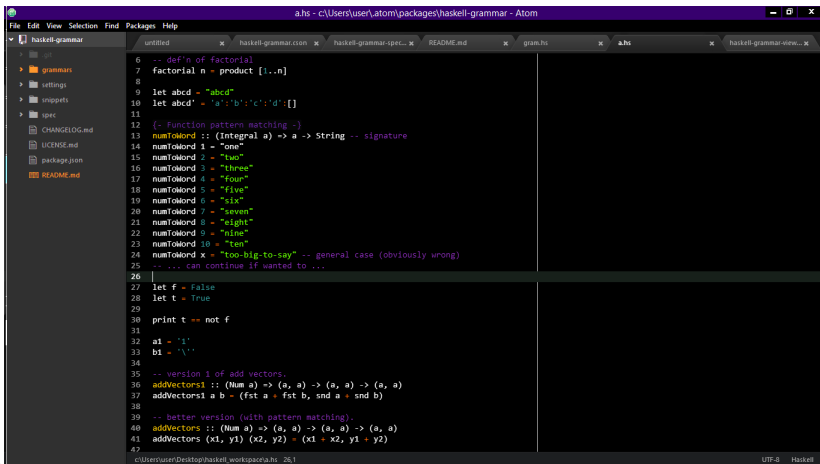 a.hs - c:\Users\user\.atom\packages\haskell-grammar - Atom
File Edit View Selection Find Packages Help
haskell-grammar
untitled
haskell-grammar.cson
haskell-grammar-spec...
README.md
gram.hs
a.hs
haskell-grammar-view...
.git
grammars
settings
snippets
spec
CHANGELOG.md
LICENSE.md
package.json
README.md
6 -- def'n of factorial
7 factorial n = product [1..n]
8
9 let abcd = "abcd"
10 let abcd' = 'a':'b':'c':'d':[]
11
12 {- Function pattern matching -}
13 numToWord :: (Integral a) => a -> String -- signature
14 numToWord 1 = "one"
15 numToWord 2 = "two"
16 numToWord 3 = "three"
17 numToWord 4 = "four"
18 numToWord 5 = "five"
19 numToWord 6 = "six"
20 numToWord 7 = "seven"
21 numToWord 8 = "eight"
22 numToWord 9 = "nine"
23 numToWord 10 = "ten"
24 numToWord x = "too-big-to-say" -- general case (obviously wrong)
25 -- ... can continue if wanted to ...
26
27 let f = False
28 let t = True
29
30 print t == not f
31
32 a1 = '1'
33 b1 = '\''
34
35 -- version 1 of add vectors.
36 addVectors1 :: (Num a) => (a, a) -> (a, a) -> (a, a)
37 addVectors1 a b = (fst a + fst b, snd a + snd b)
38
39 -- better version (with pattern matching).
40 addVectors :: (Num a) => (a, a) -> (a, a) -> (a, a)
41 addVectors (x1, y1) (x2, y2) = (x1 + x2, y1 + y2)
42
c:\Users\user\Desktop\haskell_workspace\a.hs 26,1
UTF-8 Haskell